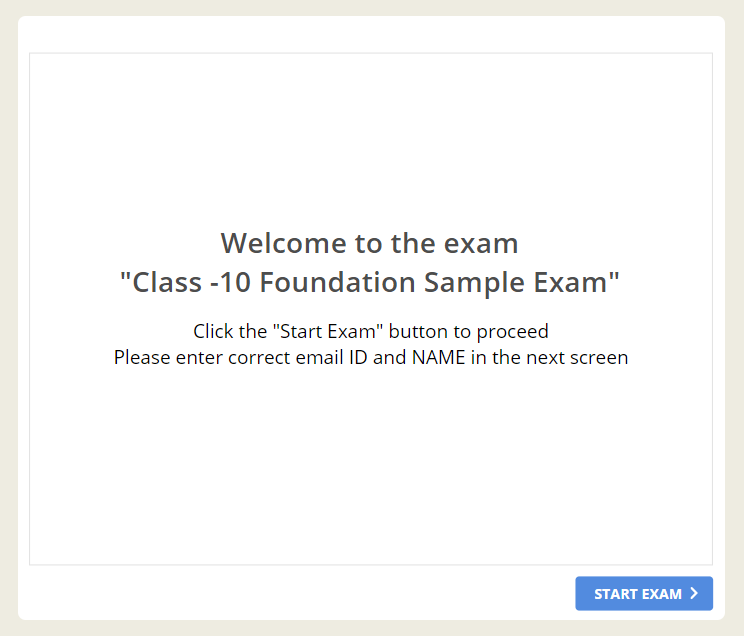 Welcome to the exam
"Class -10 Foundation Sample Exam"
Click the "Start Exam" button to proceed
Please enter correct email ID and NAME in the next screen
START EXAM